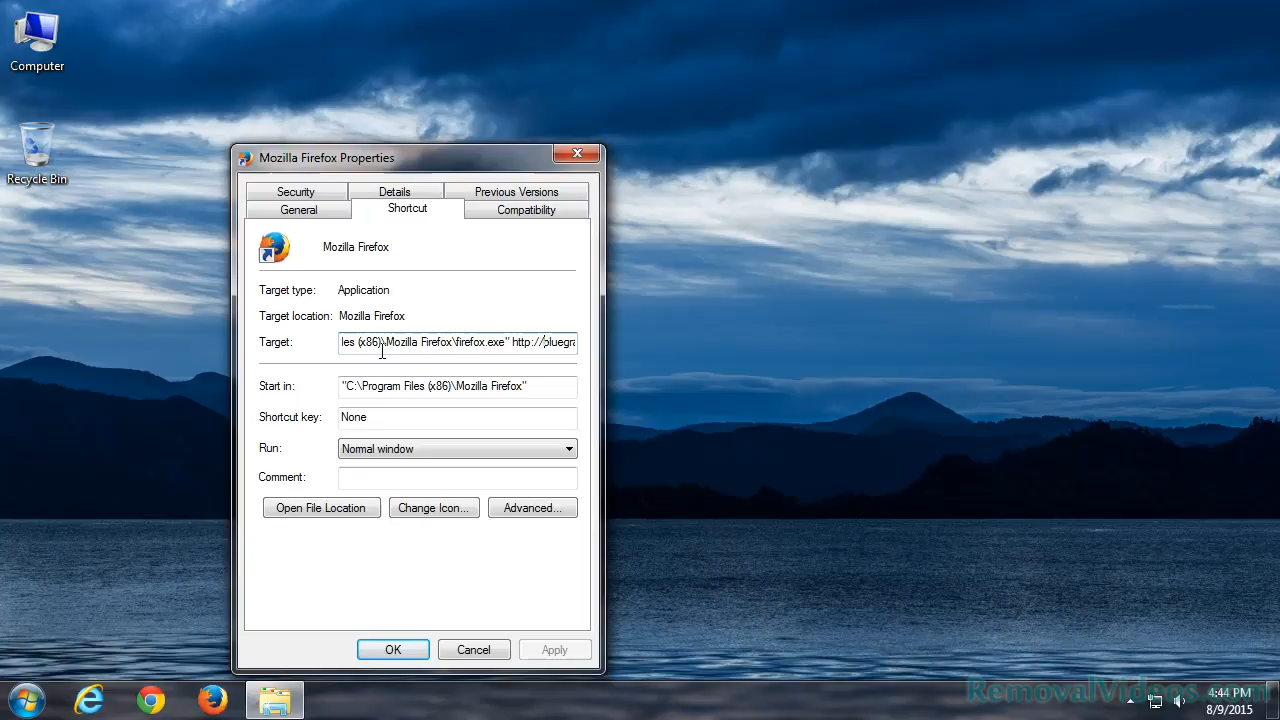 Computer
Recycle Bin
Mozilla Firefox Properties
Security Details Previous Versions
General Shortcut Compatibility
Mozilla Firefox
Target type: Application
Target location: Mozilla Firefox
Target: les (x86)\Mozilla Firefox\firefox.exe" http://bluegra
Start in: "C:\Program Files (x86)\Mozilla Firefox"
Shortcut key: None
Run: Normal window
Comment:
Open File Location Change Icon... Advanced...
OK Cancel Apply
RemovalVideos.com
4:44 PM
8/9/2015